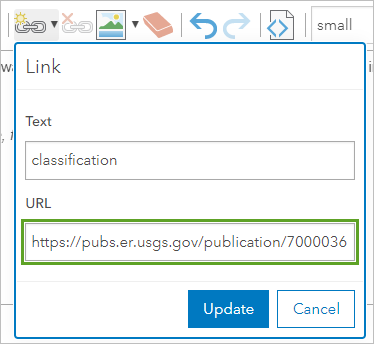 small
Link
Text
classification
URL
https://pubs.er.usgs.gov/publication/7000036
Update
Cancel